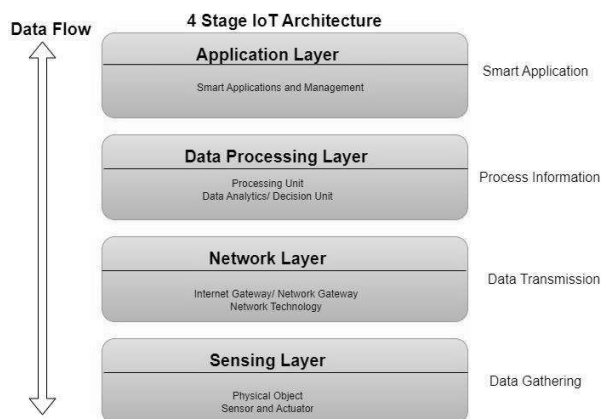 Data Flow
4 Stage IoT Architecture
Application Layer
Smart Applications and Management
Smart Application
Data Processing Layer
Processing Unit
Data Analytics/ Decision Unit
Process Information
Network Layer
Internet Gateway/ Network Gateway
Network Technology
Data Transmission
Sensing Layer
Physical Object
Sensor and Actuator
Data Gathering